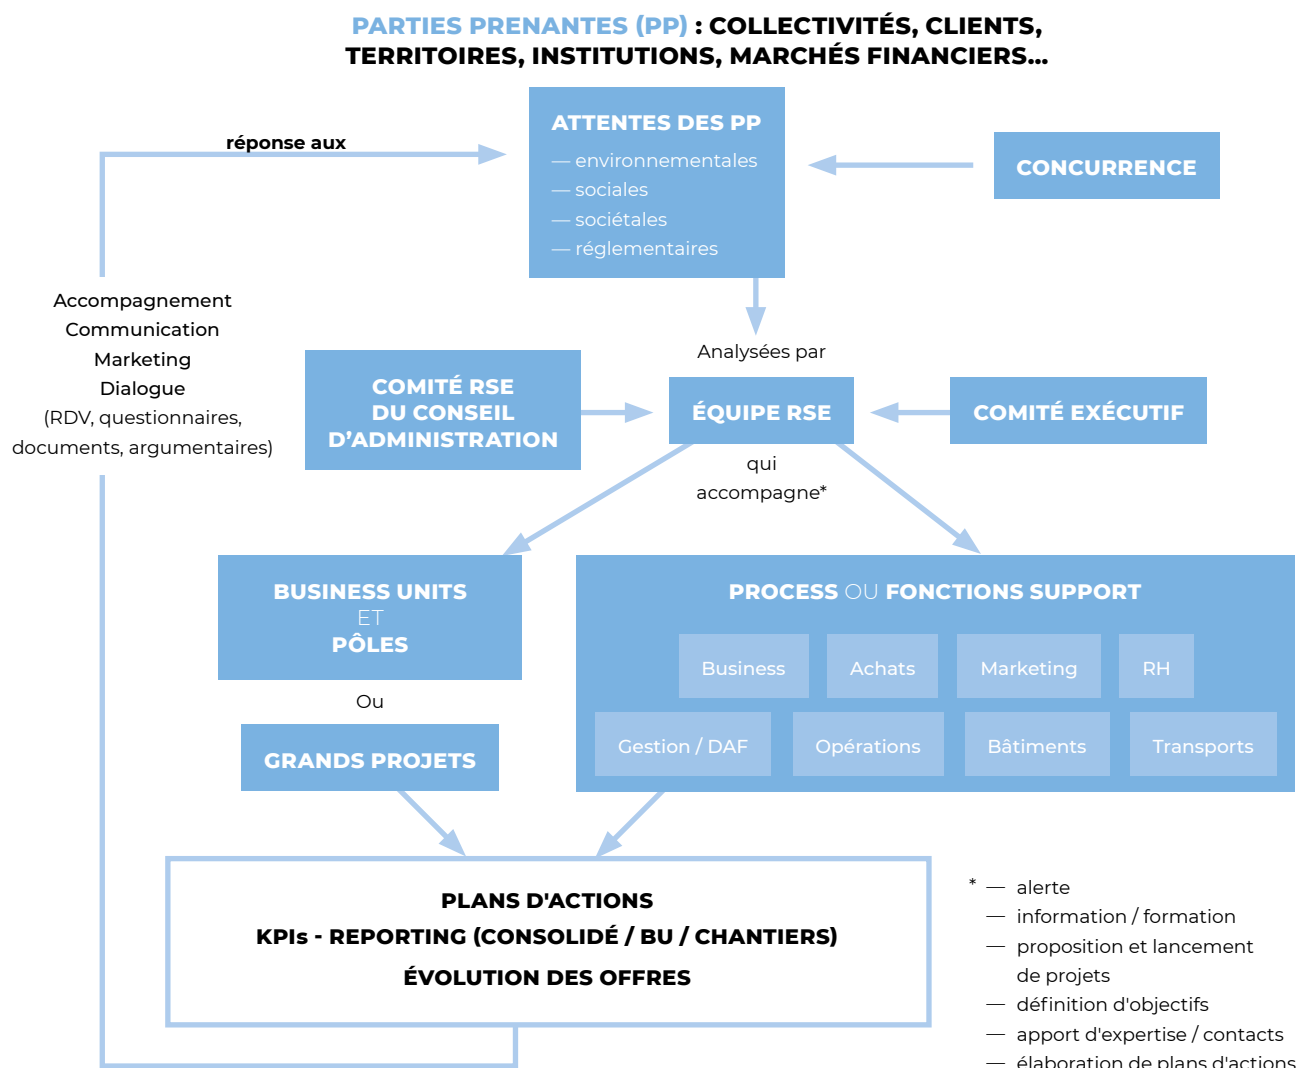 PARTIES PRENANTES (PP) : COLLECTIVITÉS, CLIENTS,
TERRITOIRES, INSTITUTIONS, MARCHÉS FINANCIERS...
ATTENTES DES PP
— environnementales
— sociales
— sociétales
— réglementaires
réponse aux
CONCURRENCE
Accompagnement
Communication
Marketing
Dialogue
(RDV, questionnaires,
documents, argumentaires)
Analysées par
COMITÉ RSE
DU CONSEIL
D’ADMINISTRATION
ÉQUIPE RSE
COMITÉ EXÉCUTIF
qui
accompagne*
BUSINESS UNITS
ET
PÔLES
Ou
GRANDS PROJETS
PROCESS OU FONCTIONS SUPPORT
Business
Achats
Marketing
RH
Gestion / DAF
Opérations
Bâtiments
Transports
PLANS D'ACTIONS
KPIs - REPORTING (CONSOLIDÉ / BU / CHANTIERS)
ÉVOLUTION DES OFFRES
* — alerte
— information / formation
— proposition et lancement
de projets
— définition d'objectifs
— apport d'expertise / contacts
— élaboration de plans d'actions